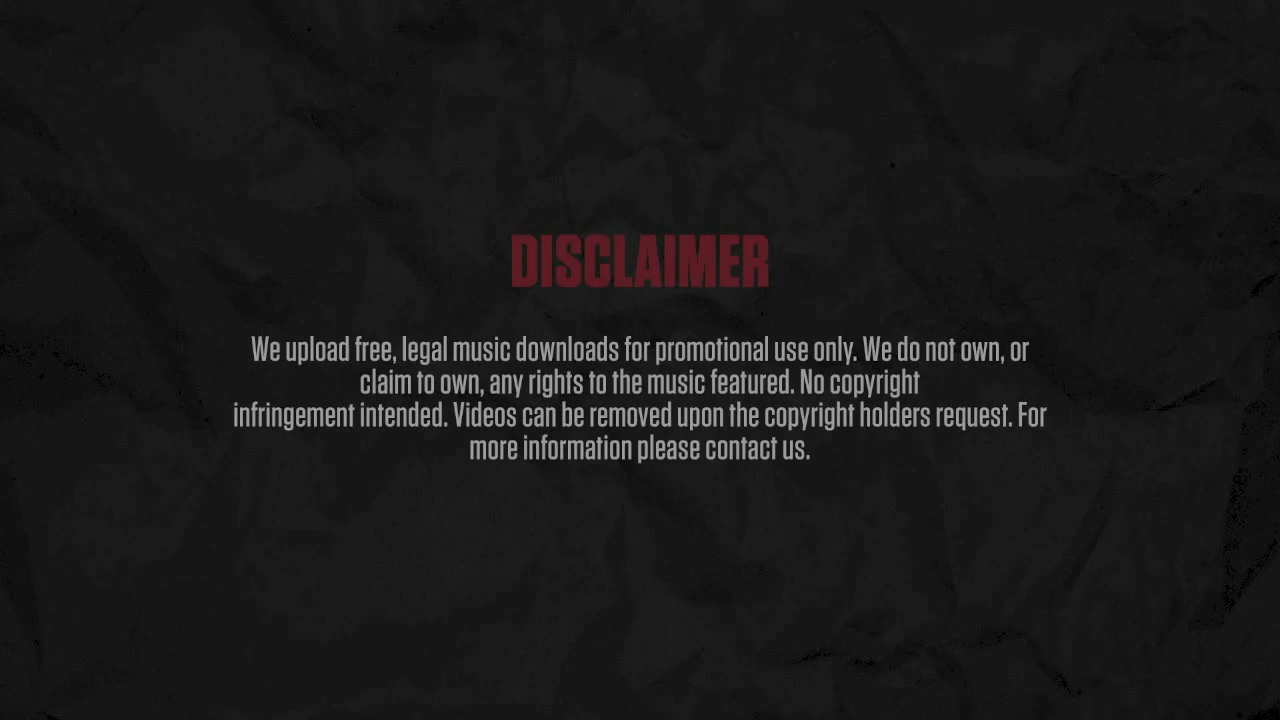 DISCLAIMER
We upload free, legal music downloads for promotional use only. We do not own, or
claim to own, any rights to the music featured. No copyright
infringement intended. Videos can be removed upon the copyright holders request. For
more information please contact us.